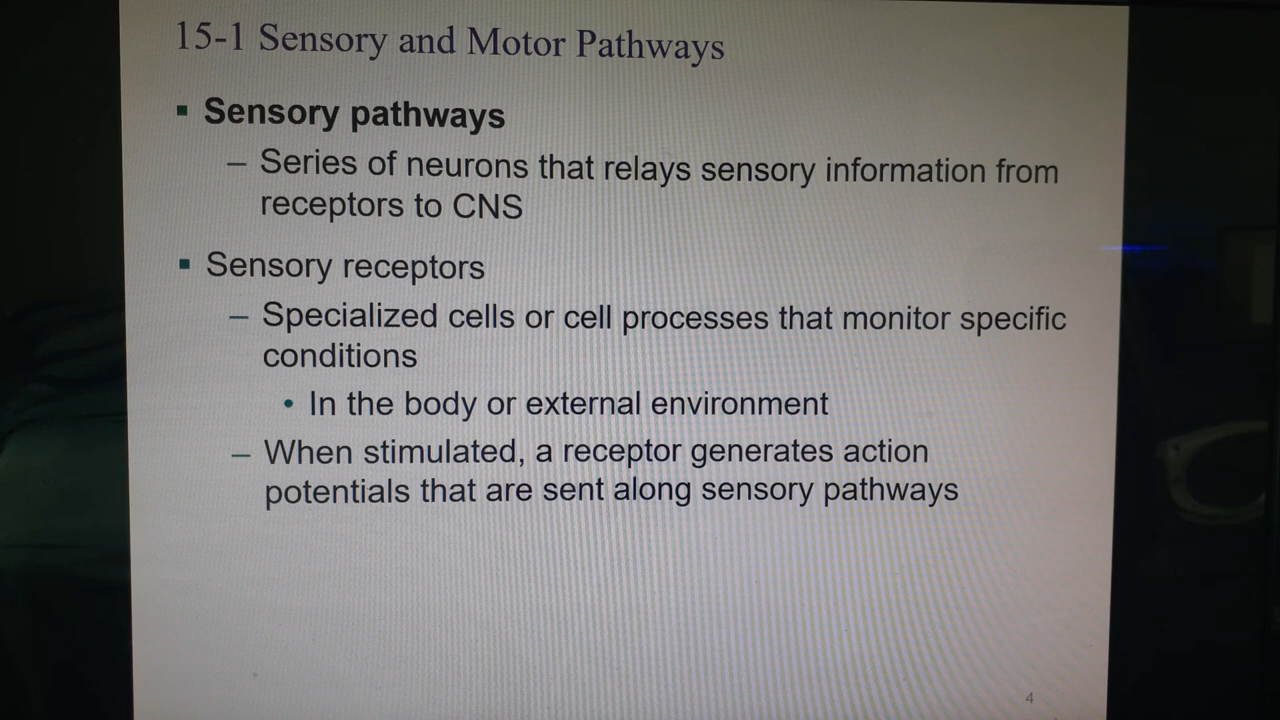 15-1 Sensory and Motor Pathways
▪ Sensory pathways
– Series of neurons that relays sensory information from
receptors to CNS
▪ Sensory receptors
– Specialized cells or cell processes that monitor specific
conditions
• In the body or external environment
– When stimulated, a receptor generates action
potentials that are sent along sensory pathways
4